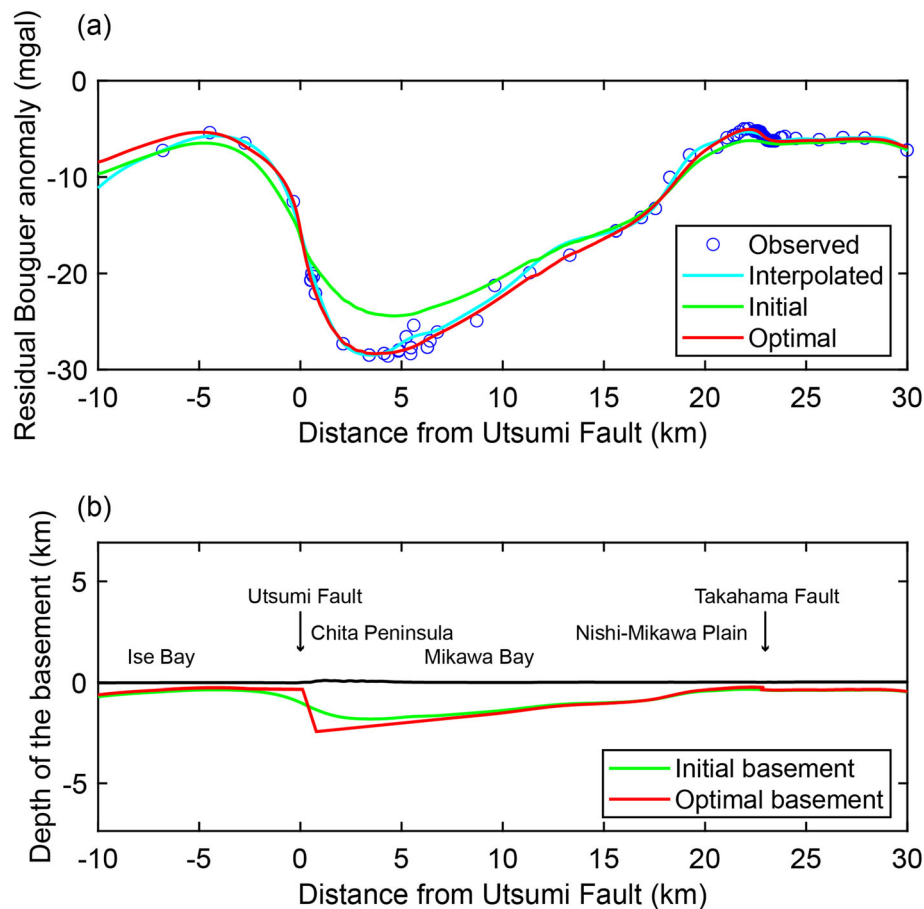 (a)
Residual Bouguer anomaly (mgal)
0
-10
-20
-30
-10 -5 0 5 10 15 20 25 30
Distance from Utsumi Fault (km)
Observed
Interpolated
Initial
Optimal
(b)
Depth of the basement (km)
5
0
-5
Utsumi Fault
Takahama Fault
Chita Peninsula
Nishi-Mikawa Plain
Ise Bay
Mikawa Bay
Initial basement
Optimal basement
-10 -5 0 5 10 15 20 25 30
Distance from Utsumi Fault (km)